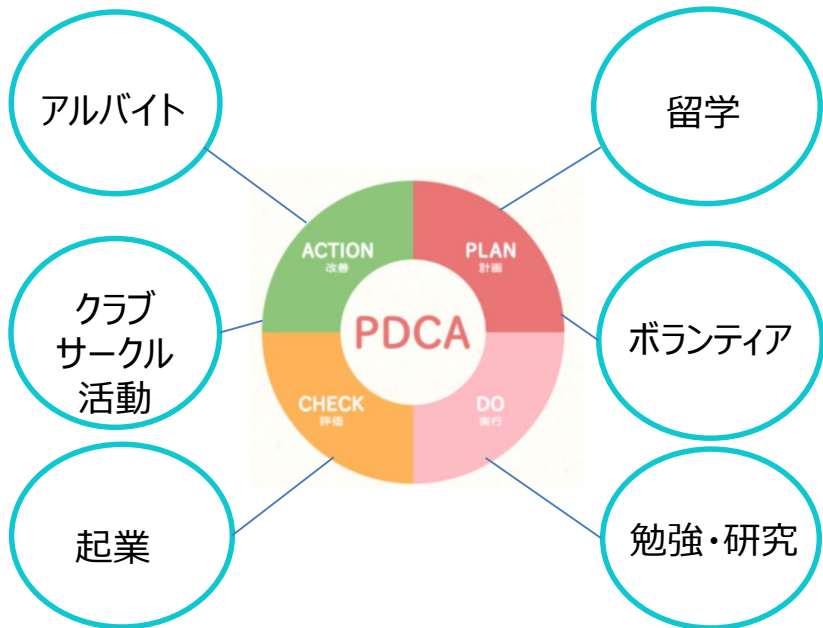 アルバイト
留学
ACTION
改善
PLAN
計画
クラブ
サークル
活動
PDCA
ボランティア
CHECK
評価
DO
実行
起業
勉強・研究